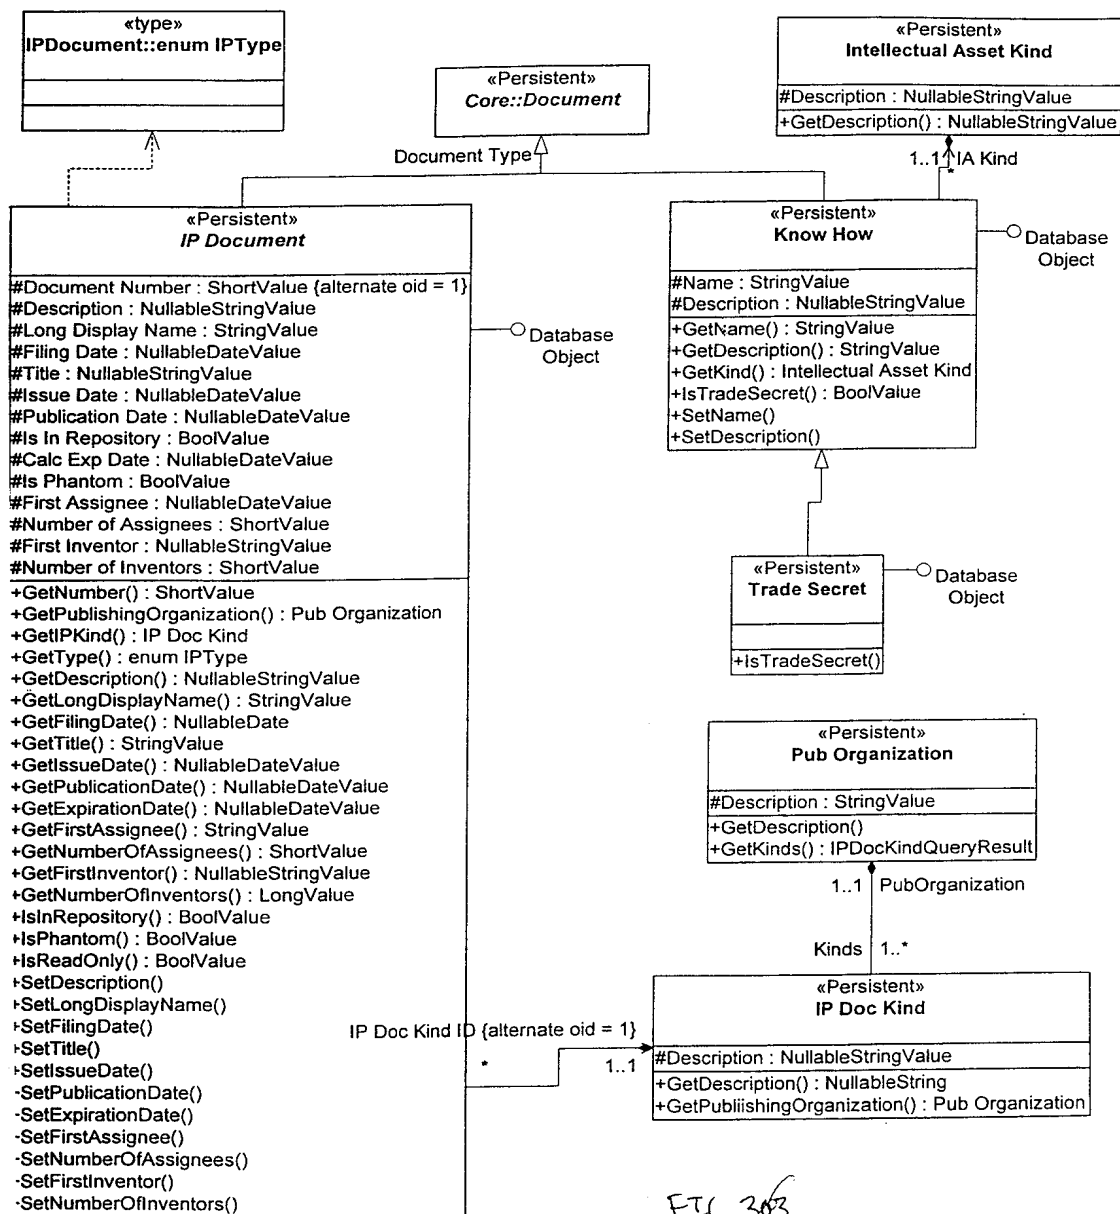 «type»
IPDocument::enum IPType
«Persistent»
Core::Document
Document Type
«Persistent»
Intellectual Asset Kind
#Description : NullableStringValue
+GetDescription() : NullableStringValue
1..1
IA Kind
*
«Persistent»
IP Document
#Document Number : ShortValue {alternate oid = 1}
#Description : NullableStringValue
#Long Display Name : StringValue
#Filing Date : NullableDateValue
#Title : NullableStringValue
#Issue Date : NullableDateValue
#Publication Date : NullableDateValue
#Is In Repository : BoolValue
#Calc Exp Date : NullableDateValue
#Is Phantom : BoolValue
#First Assignee : NullableDateValue
#Number of Assignees : ShortValue
#First Inventor : NullableStringValue
#Number of Inventors : ShortValue
+GetNumber() : ShortValue
+GetPublishingOrganization() : Pub Organization
+GetIPKind() : IP Doc Kind
+GetType() : enum IPType
+GetDescription() : NullableStringValue
+GetLongDisplayName() : StringValue
+GetFilingDate() : NullableDate
+GetTitle() : StringValue
+GetIssueDate() : NullableDateValue
+GetPublicationDate() : NullableDateValue
+GetExpirationDate() : NullableDateValue
+GetFirstAssignee() : StringValue
+GetNumberOfAssignees() : ShortValue
+GetFirstInventor() : NullableStringValue
+GetNumberOfInventors() : LongValue
+IsInRepository() : BoolValue
+IsPhantom() : BoolValue
+IsReadOnly() : BoolValue
+SetDescription()
+SetLongDisplayName()
+SetFilingDate()
+SetTitle()
+SetIssueDate()
-SetPublicationDate()
-SetExpirationDate()
-SetFirstAssignee()
-SetNumberOfAssignees()
-SetFirstInventor()
-SetNumberOfInventors()
Database
Object
«Persistent»
Know How
#Name : StringValue
#Description : NullableStringValue
+GetName() : StringValue
+GetDescription() : StringValue
+GetKind() : Intellectual Asset Kind
+IsTradeSecret() : BoolValue
+SetName()
+SetDescription()
Database
Object
«Persistent»
Trade Secret
+IsTradeSecret()
Database
Object
«Persistent»
Pub Organization
#Description : StringValue
+GetDescription()
+GetKinds() : IPDocKindQueryResult
1..1 PubOrganization
Kinds 1..*
«Persistent»
IP Doc Kind
#Description : NullableStringValue
+GetDescription() : NullableString
+GetPubliishingOrganization() : Pub Organization
IP Doc Kind ID {alternate oid = 1}
* 1..1